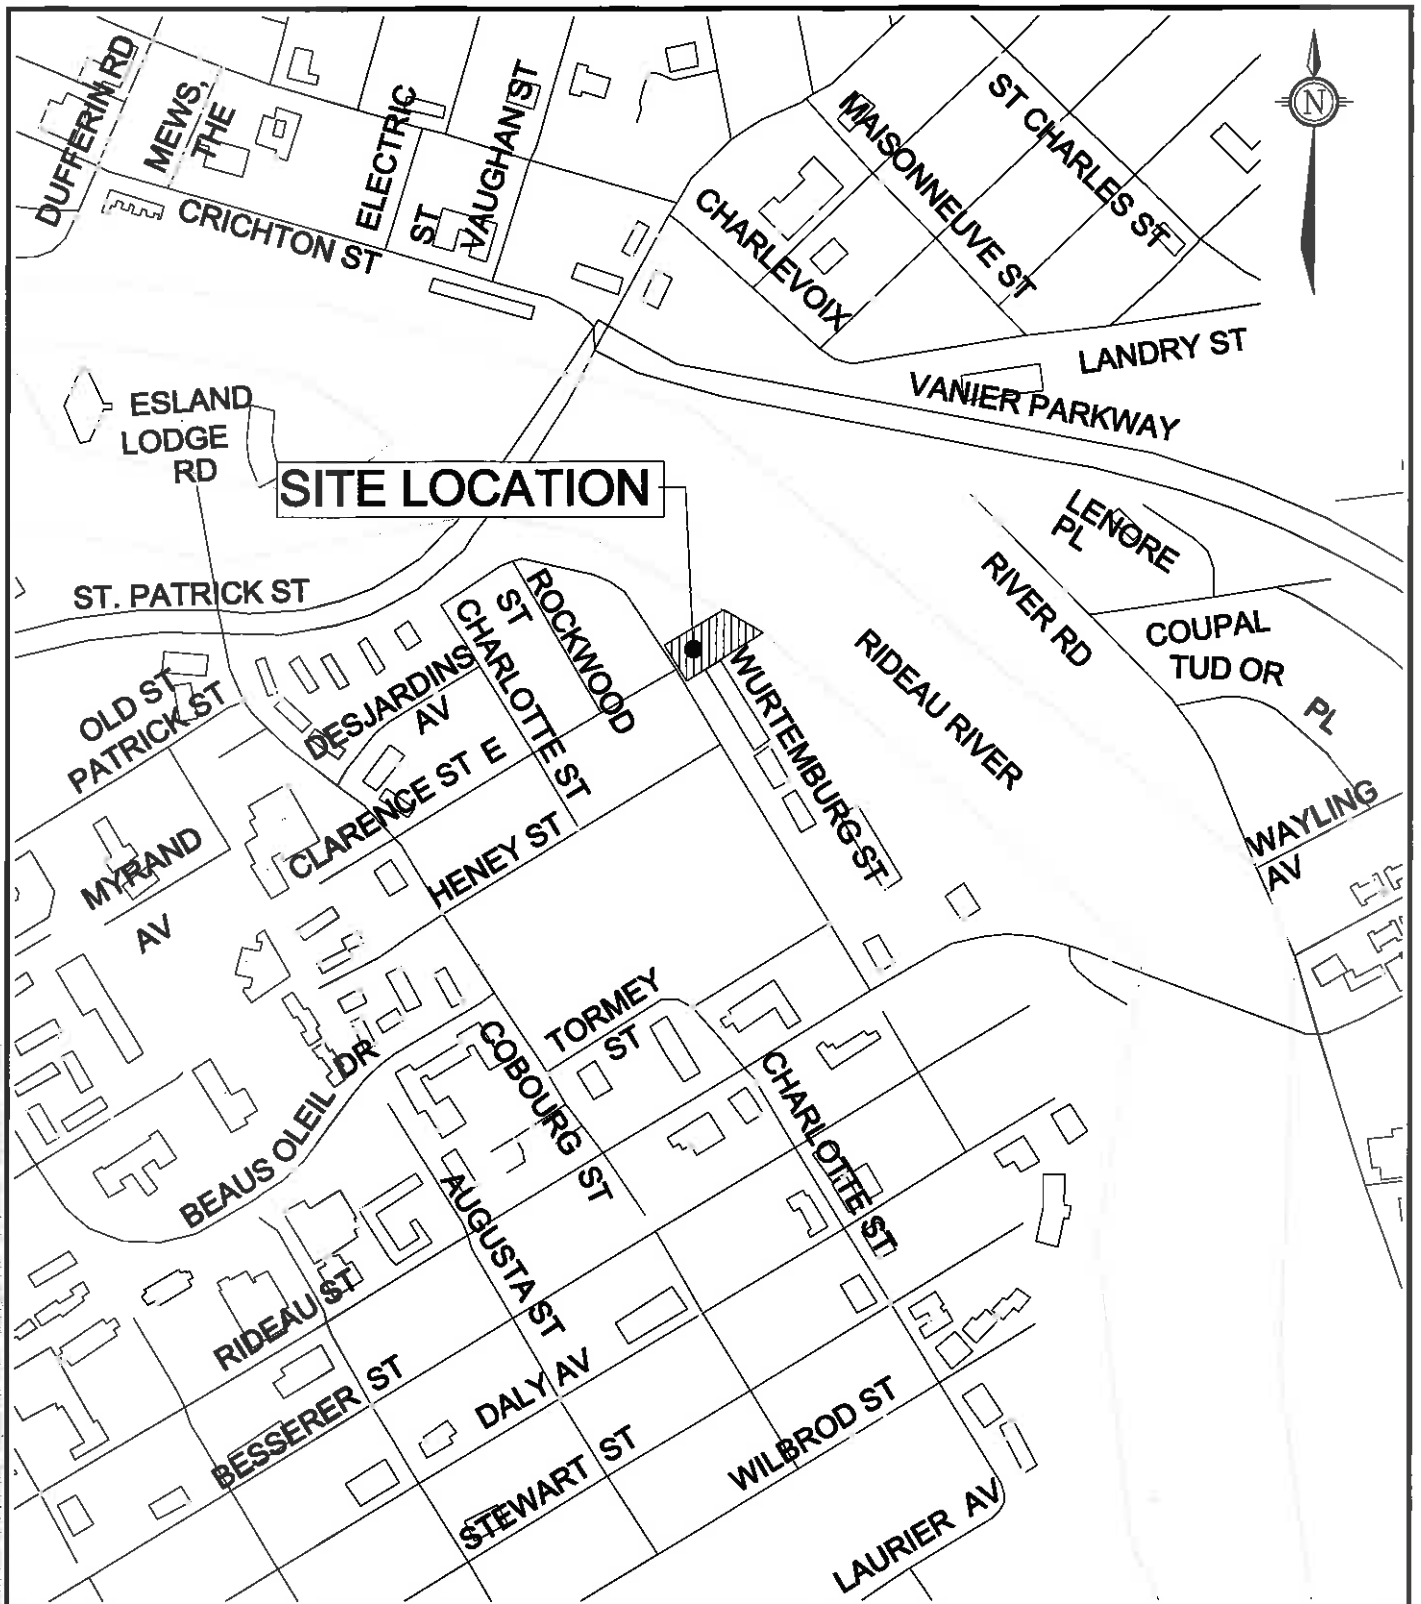 DUFFERIN RD
MEWS,
THE
ELECTRIC
ST
VAUGHAN ST
CRICHTON ST
MAISONNEUVE ST
ST CHARLES ST
N
CHARLEVOIX
LANDRY ST
VANIER PARKWAY
ESLAND
LODGE
RD
SITE LOCATION
LENORE
PL
ST. PATRICK ST
ROCKWOOD
ST
CHARLOTTE ST
RIVER RD
COUPAL
TUD OR
PL
DESJARDINS
AV
OLD ST
PATRICK ST
WURTEMBURG ST
RIDEAU RIVER
CLARENCE ST E
HENEY ST
MYRAND
AV
WAYLING
AV
TORMEY
ST
COBOURG ST
BEAUS OLEIL DR
CHARLOTTE ST
AUGUSTA ST
RIDEAU ST
BESSERER ST
DALY AV
STEWART ST
WILBROD ST
LAURIER AV